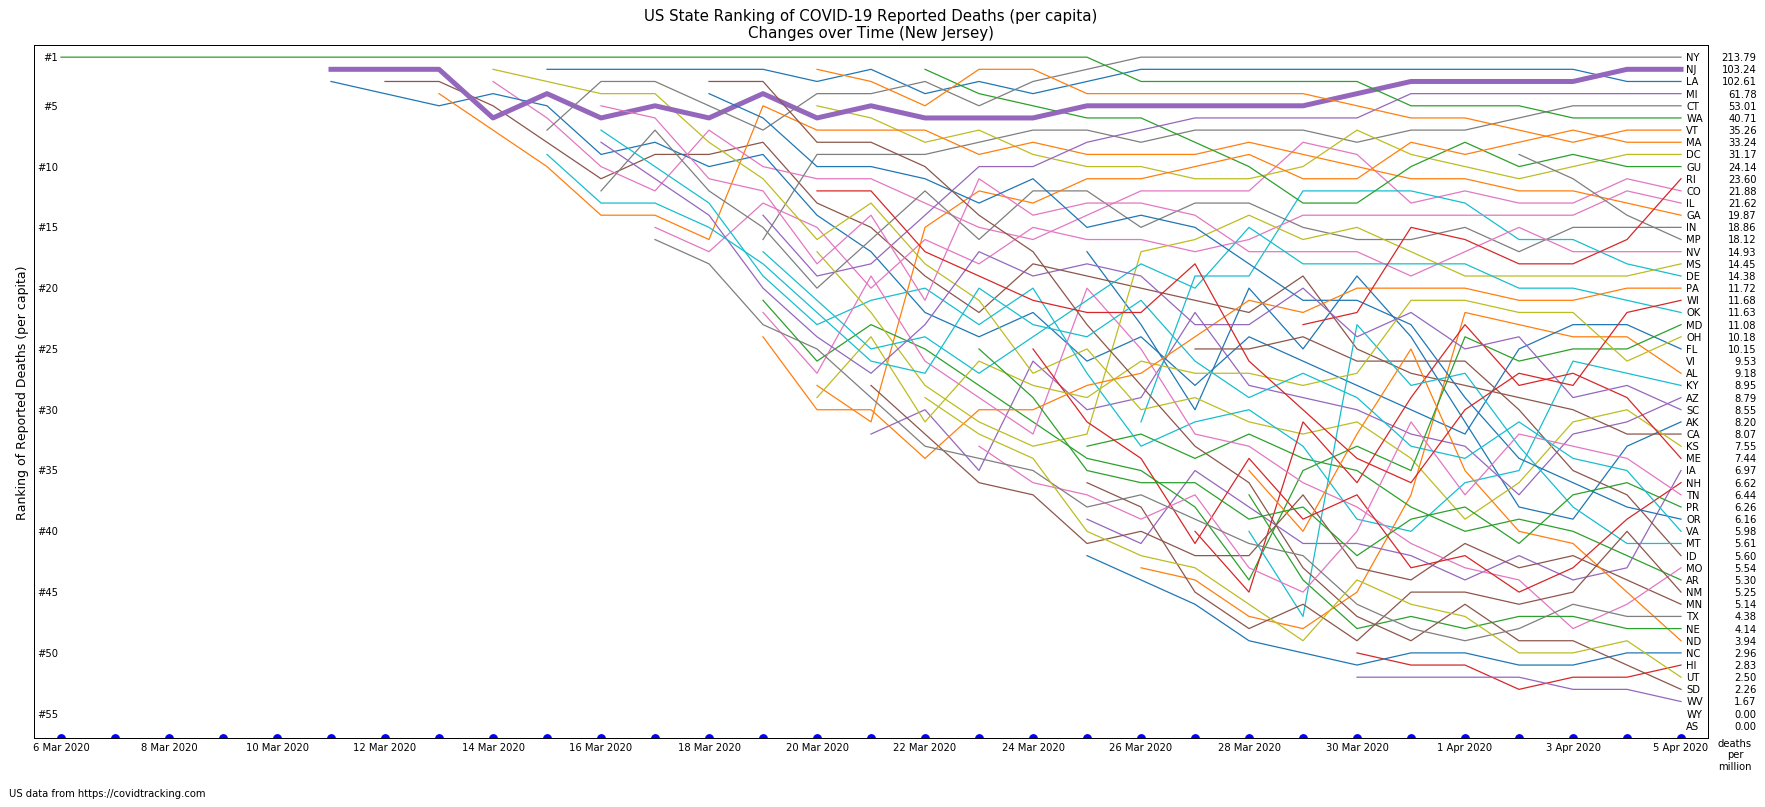 US State Ranking of COVID-19 Reported Deaths (per capita)
Changes over Time (New Jersey)
Ranking of Reported Deaths (per capita)
#1
#5
#10
#15
#20
#25
#30
#35
#40
#45
#50
#55
NY 213.79
NJ 103.24
LA 102.61
MI 61.78
CT 53.01
WA 40.71
VT 35.26
MA 33.24
DC 31.17
GU 24.14
RI 23.60
CO 21.88
IL 21.62
GA 19.87
IN 18.86
MP 18.12
NV 14.93
MS 14.45
DE 14.38
PA 11.72
WI 11.68
OK 11.63
MD 11.08
OH 10.18
FL 10.15
VI 9.53
AL 9.18
KY 8.95
AZ 8.79
SC 8.55
AK 8.20
CA 8.07
KS 7.55
ME 7.44
IA 6.97
NH 6.62
TN 6.44
PR 6.26
OR 6.16
VA 5.98
MT 5.61
ID 5.60
MO 5.54
AR 5.30
NM 5.25
MN 5.14
TX 4.38
NE 4.14
ND 3.94
NC 2.96
HI 2.83
UT 2.50
SD 2.26
WV 1.67
WY 0.00
AS 0.00
6 Mar 2020 8 Mar 2020 10 Mar 2020 12 Mar 2020 14 Mar 2020 16 Mar 2020 18 Mar 2020 20 Mar 2020 22 Mar 2020 24 Mar 2020 26 Mar 2020 28 Mar 2020 30 Mar 2020 1 Apr 2020 3 Apr 2020 5 Apr 2020
deaths
per
million
US data from https://covidtracking.com